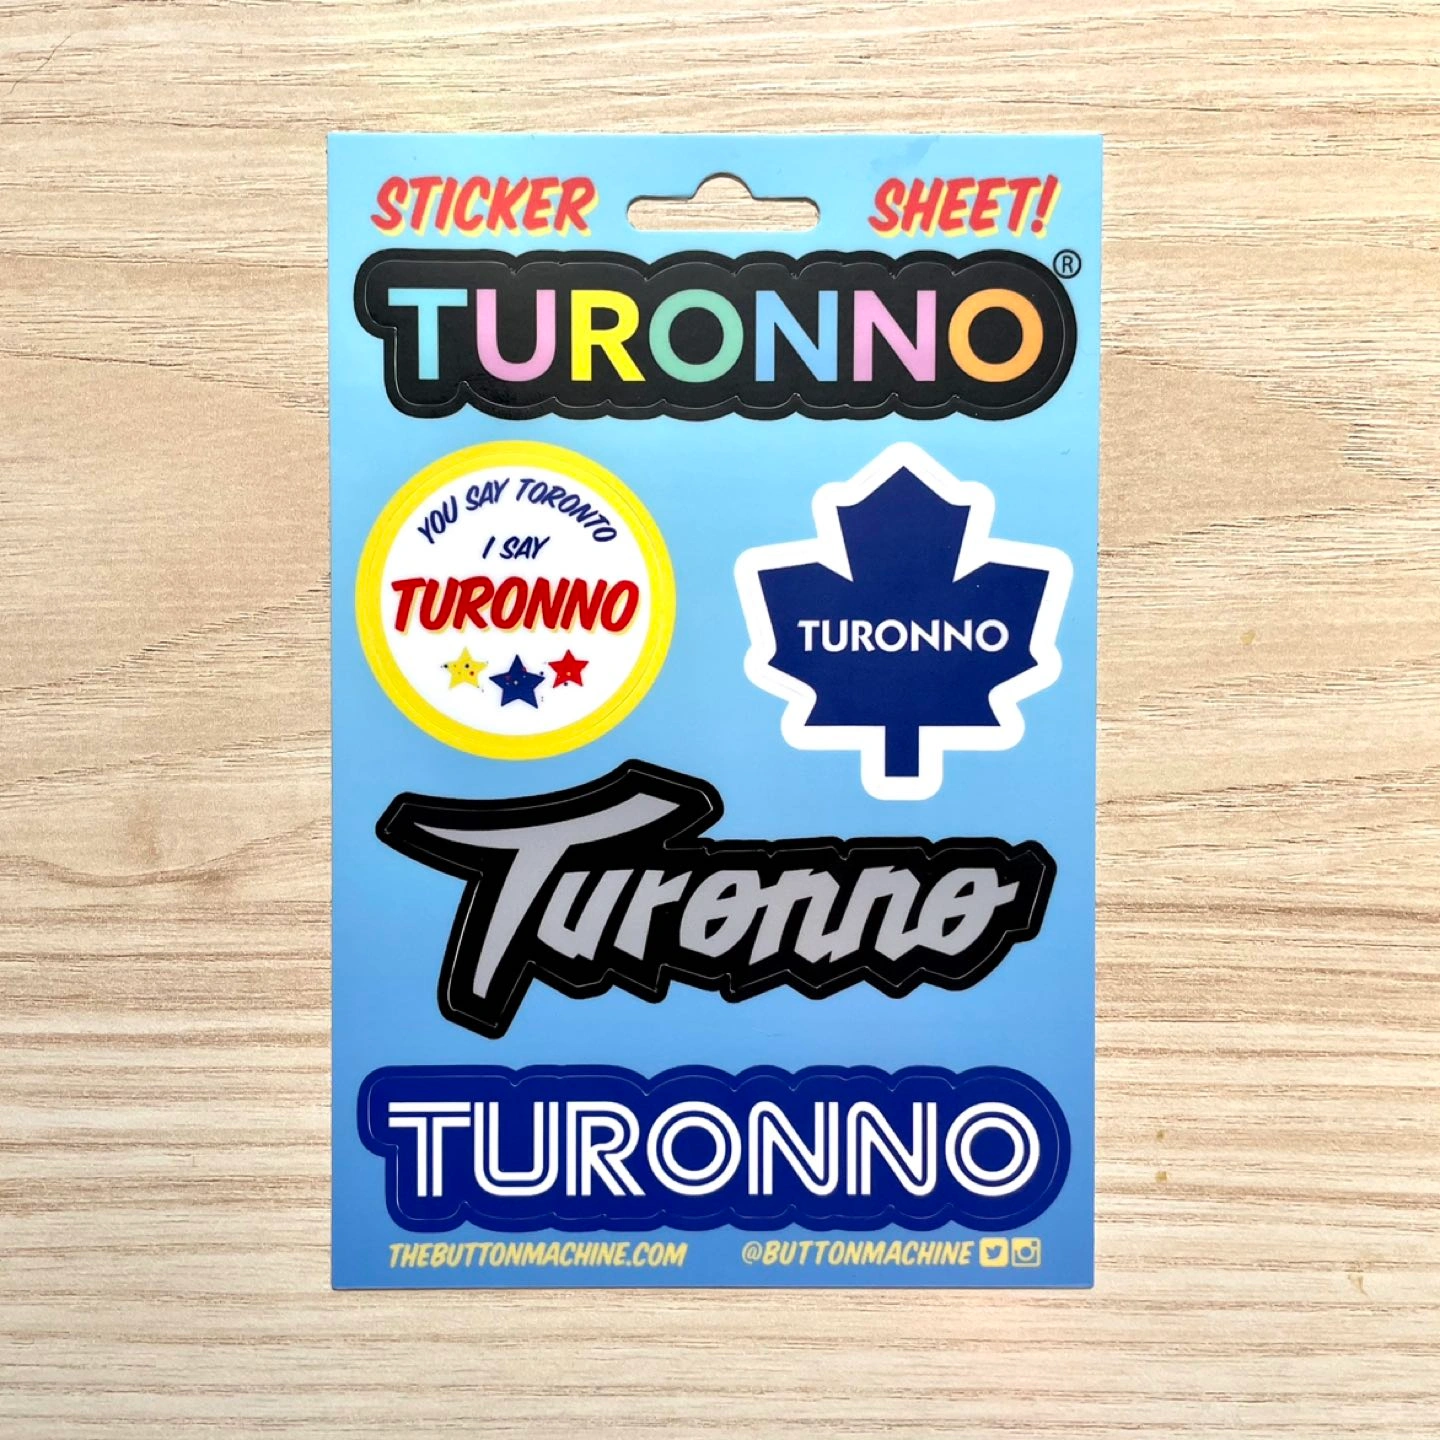 STICKER SHEET!
TURONNO®
YOU SAY TORONTO
I SAY
TURONNO
TURONNO
Turonno
TURONNO
THEBUTTONMACHINE.COM @BUTTONMACHINE